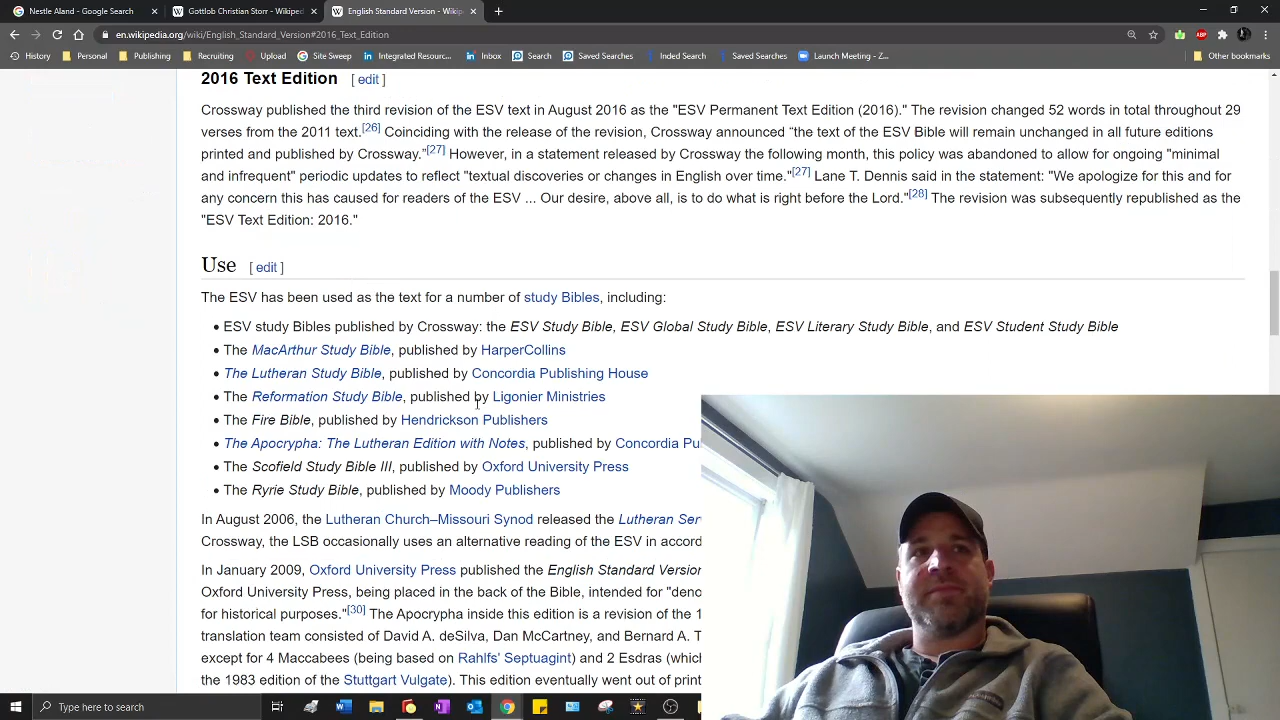 Nestle Aland - Google Search
Gottlob Christian Storr - Wikiped
English Standard Version - Wikip
en.wikipedia.org/wiki/English_Standard_Version#2016_Text_Edition
History Personal Publishing Recruiting Upload Site Sweep Integrated Resourc... Inbox Search Saved Searches Indeed Search Saved Searches Launch Meeting - Z... Other bookmarks
2016 Text Edition [ edit ]
Crossway published the third revision of the ESV text in August 2016 as the "ESV Permanent Text Edition (2016)." The revision changed 52 words in total throughout 29
verses from the 2011 text.[26] Coinciding with the release of the revision, Crossway announced “the text of the ESV Bible will remain unchanged in all future editions
printed and published by Crossway.”[27] However, in a statement released by Crossway the following month, this policy was abandoned to allow for ongoing "minimal
and infrequent" periodic updates to reflect "textual discoveries or changes in English over time."[27] Lane T. Dennis said in the statement: "We apologize for this and for
any concern this has caused for readers of the ESV ... Our desire, above all, is to do what is right before the Lord."[28] The revision was subsequently republished as the
"ESV Text Edition: 2016."
Use [ edit ]
The ESV has been used as the text for a number of study Bibles, including:
• ESV study Bibles published by Crossway: the ESV Study Bible, ESV Global Study Bible, ESV Literary Study Bible, and ESV Student Study Bible
• The MacArthur Study Bible, published by HarperCollins
• The Lutheran Study Bible, published by Concordia Publishing House
• The Reformation Study Bible, published by Ligonier Ministries
• The Fire Bible, published by Hendrickson Publishers
• The Apocrypha: The Lutheran Edition with Notes, published by Concordia Pu
• The Scofield Study Bible III, published by Oxford University Press
• The Ryrie Study Bible, published by Moody Publishers
In August 2006, the Lutheran Church–Missouri Synod released the Lutheran Ser
Crossway, the LSB occasionally uses an alternative reading of the ESV in accord
In January 2009, Oxford University Press published the English Standard Version
Oxford University Press, being placed in the back of the Bible, intended for "deno
for historical purposes."[30] The Apocrypha inside this edition is a revision of the 1
translation team consisted of David A. deSilva, Dan McCartney, and Bernard A. T
except for 4 Maccabees (being based on Rahlfs' Septuagint) and 2 Esdras (whic
the 1983 edition of the Stuttgart Vulgate). This edition eventually went out of print
Type here to search